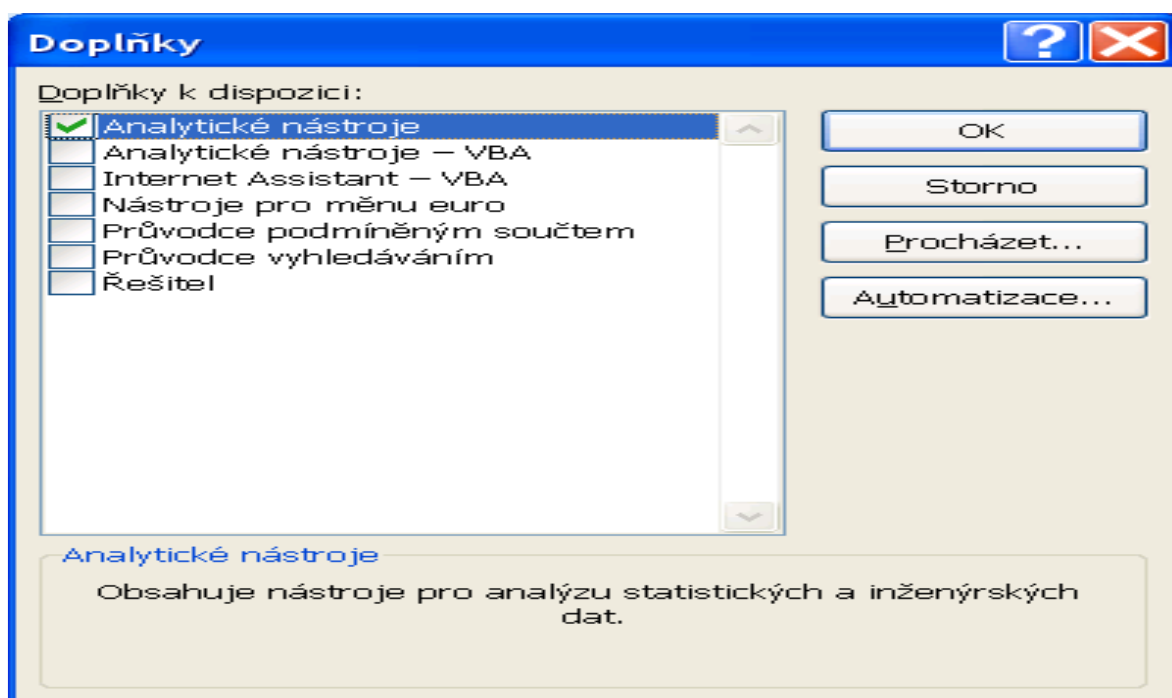 Doplňky
Doplňky k dispozici:
Analytické nástroje
Analytické nástroje – VBA
Internet Assistant – VBA
Nástroje pro měnu euro
Průvodce podmíněným součtem
Průvodce vyhledáváním
Řešitel
OK
Storno
Procházet...
Automatizace...
Analytické nástroje
Obsahuje nástroje pro analýzu statistických a inženýrských
dat.